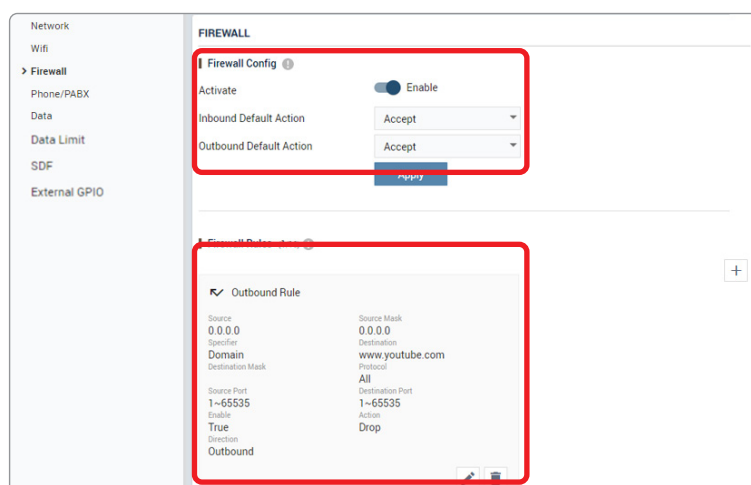 Network
Wifi
Firewall
Phone/PABX
Data
Data Limit
SDF
External GPIO
FIREWALL
Firewall Config
Activate Enable
Inbound Default Action Accept
Outbound Default Action Accept
Apply
Firewall Rules
Outbound Rule
Source Source Mask
0.0.0.0 0.0.0.0
Specifier Destination
Domain www.youtube.com
Destination Mask Protocol
All
Source Port Destination Port
1~65535 1~65535
Enable Action
True Drop
Direction
Outbound